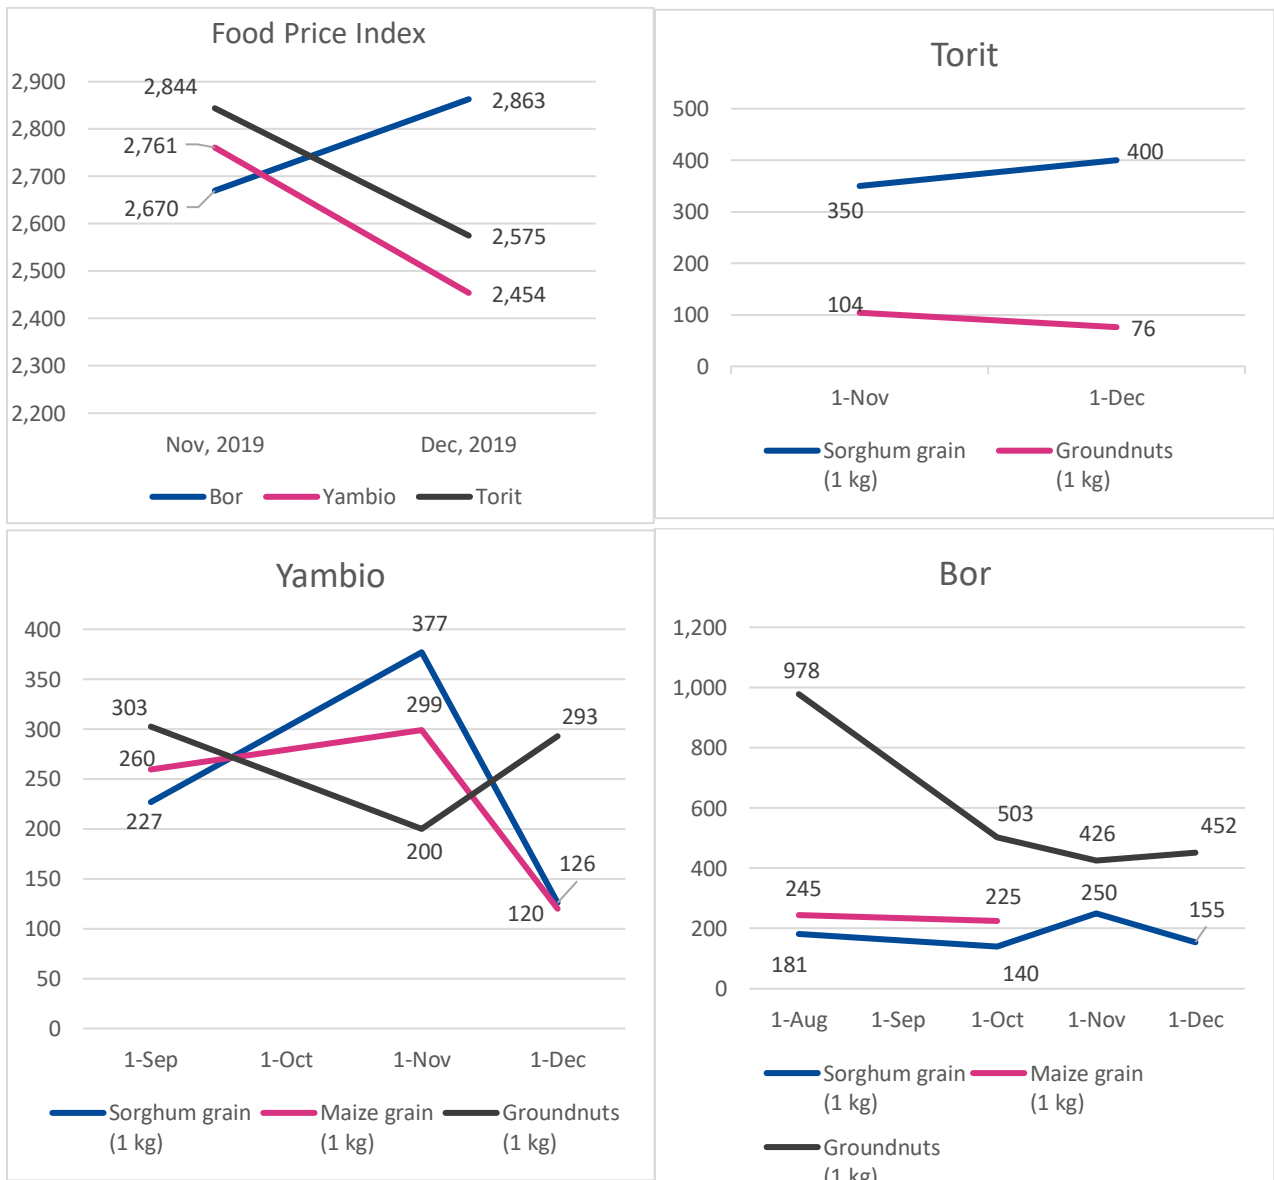 Food Price Index
2,900
2,800
2,700
2,600
2,500
2,400
2,300
2,200
2,844
2,761
2,670
2,863
2,575
2,454
Nov, 2019
Dec, 2019
Bor
Yambio
Torit
Torit
500
400
300
200
100
0
350
400
104
76
1-Nov
1-Dec
Sorghum grain
(1 kg)
Groundnuts
(1 kg)
Yambio
400
350
300
250
200
150
100
50
0
377
299
303
260
227
200
293
126
120
1-Sep
1-Oct
1-Nov
1-Dec
Sorghum grain
(1 kg)
Maize grain
(1 kg)
Groundnuts
(1 kg)
Bor
1,200
1,000
800
600
400
200
0
978
503
426
452
245
225
250
155
181
140
1-Aug
1-Sep
1-Oct
1-Nov
1-Dec
Sorghum grain
(1 kg)
Maize grain
(1 kg)
Groundnuts
(1 kg)